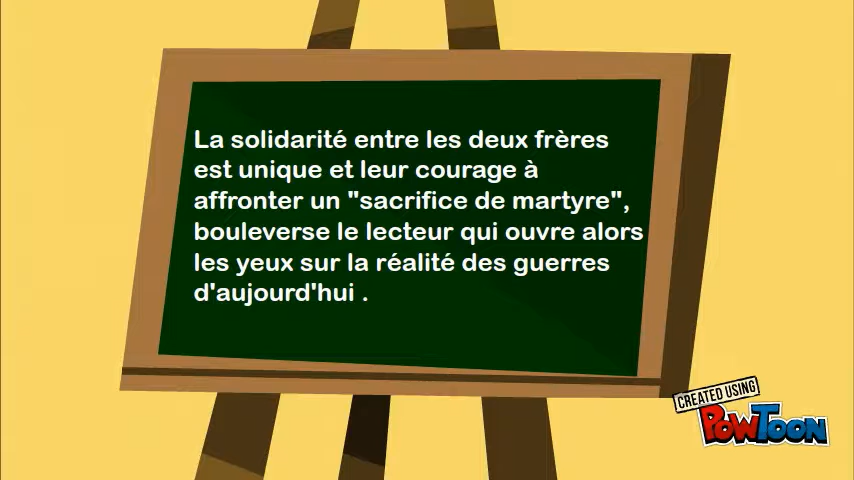 La solidarité entre les deux frères
est unique et leur courage à
affronter un "sacrifice de martyre",
bouleverse le lecteur qui ouvre alors
les yeux sur la réalité des guerres
d'aujourd'hui .
CREATED USING
POWTOON